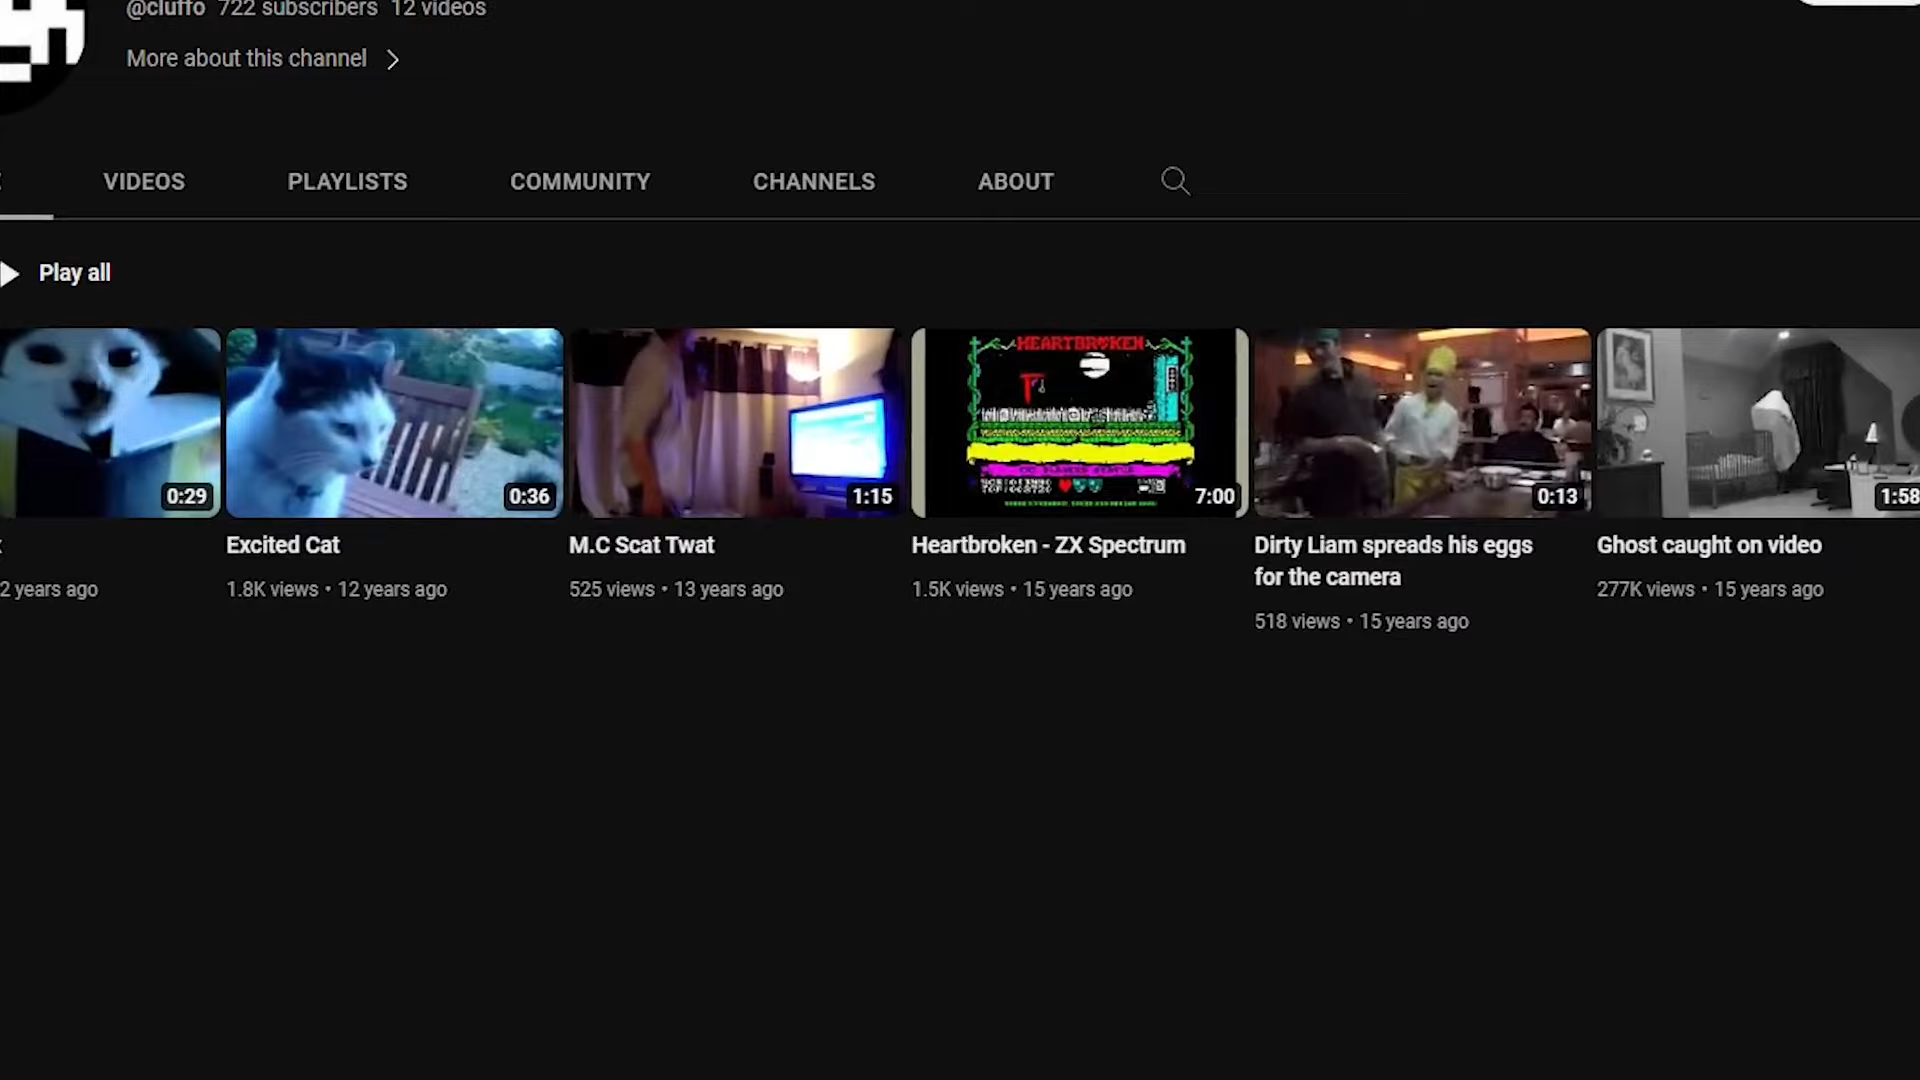 @cluffo 722 subscribers 12 videos
More about this channel
VIDEOS PLAYLISTS COMMUNITY CHANNELS ABOUT
Play all
HEARTBROKEN
0:29 0:36 1:15 7:00 0:13 1:58
Excited Cat M.C Scat Twat Heartbroken - ZX Spectrum Dirty Liam spreads his eggs Ghost caught on video
for the camera
2 years ago 1.8K views • 12 years ago 525 views • 13 years ago 1.5K views • 15 years ago 277K views • 15 years ago
518 views • 15 years ago